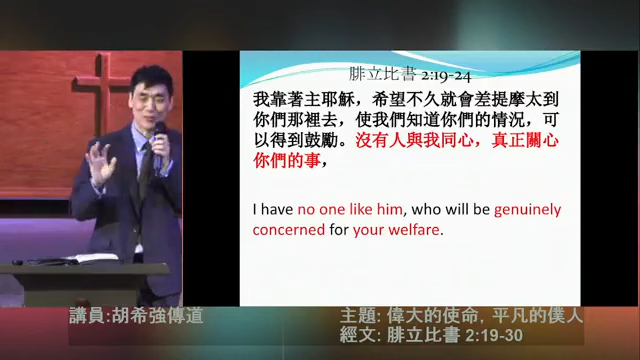 腓立比書 2:19-24
我靠著主耶穌，希望不久就會差提摩太到
你們那裡去，使我們知道你們的情況，可
以得到鼓勵。沒有人與我同心，真正關心
你們的事，
I have no one like him, who will be genuinely
concerned for your welfare.
講員:胡希強傳道
主題: 偉大的使命, 平凡的僕人
經文: 腓立比書 2:19-30